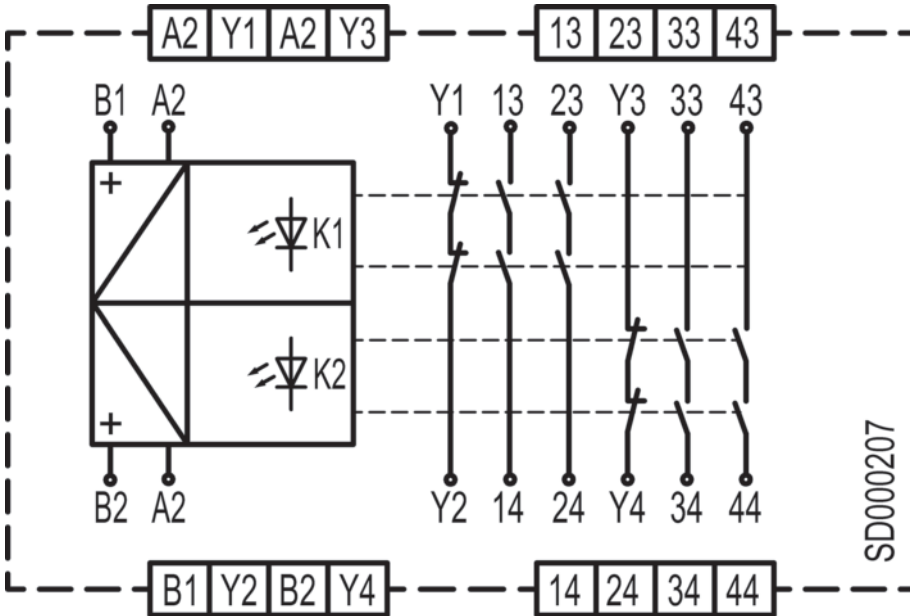 A2 Y1 A2 Y3 13 23 33 43
B1 A2 Y1 13 23 Y3 33 43
+
K1
K2
+
B2 A2 Y2 14 24 Y4 34 44
SD000207
B1 Y2 B2 Y4 14 24 34 44